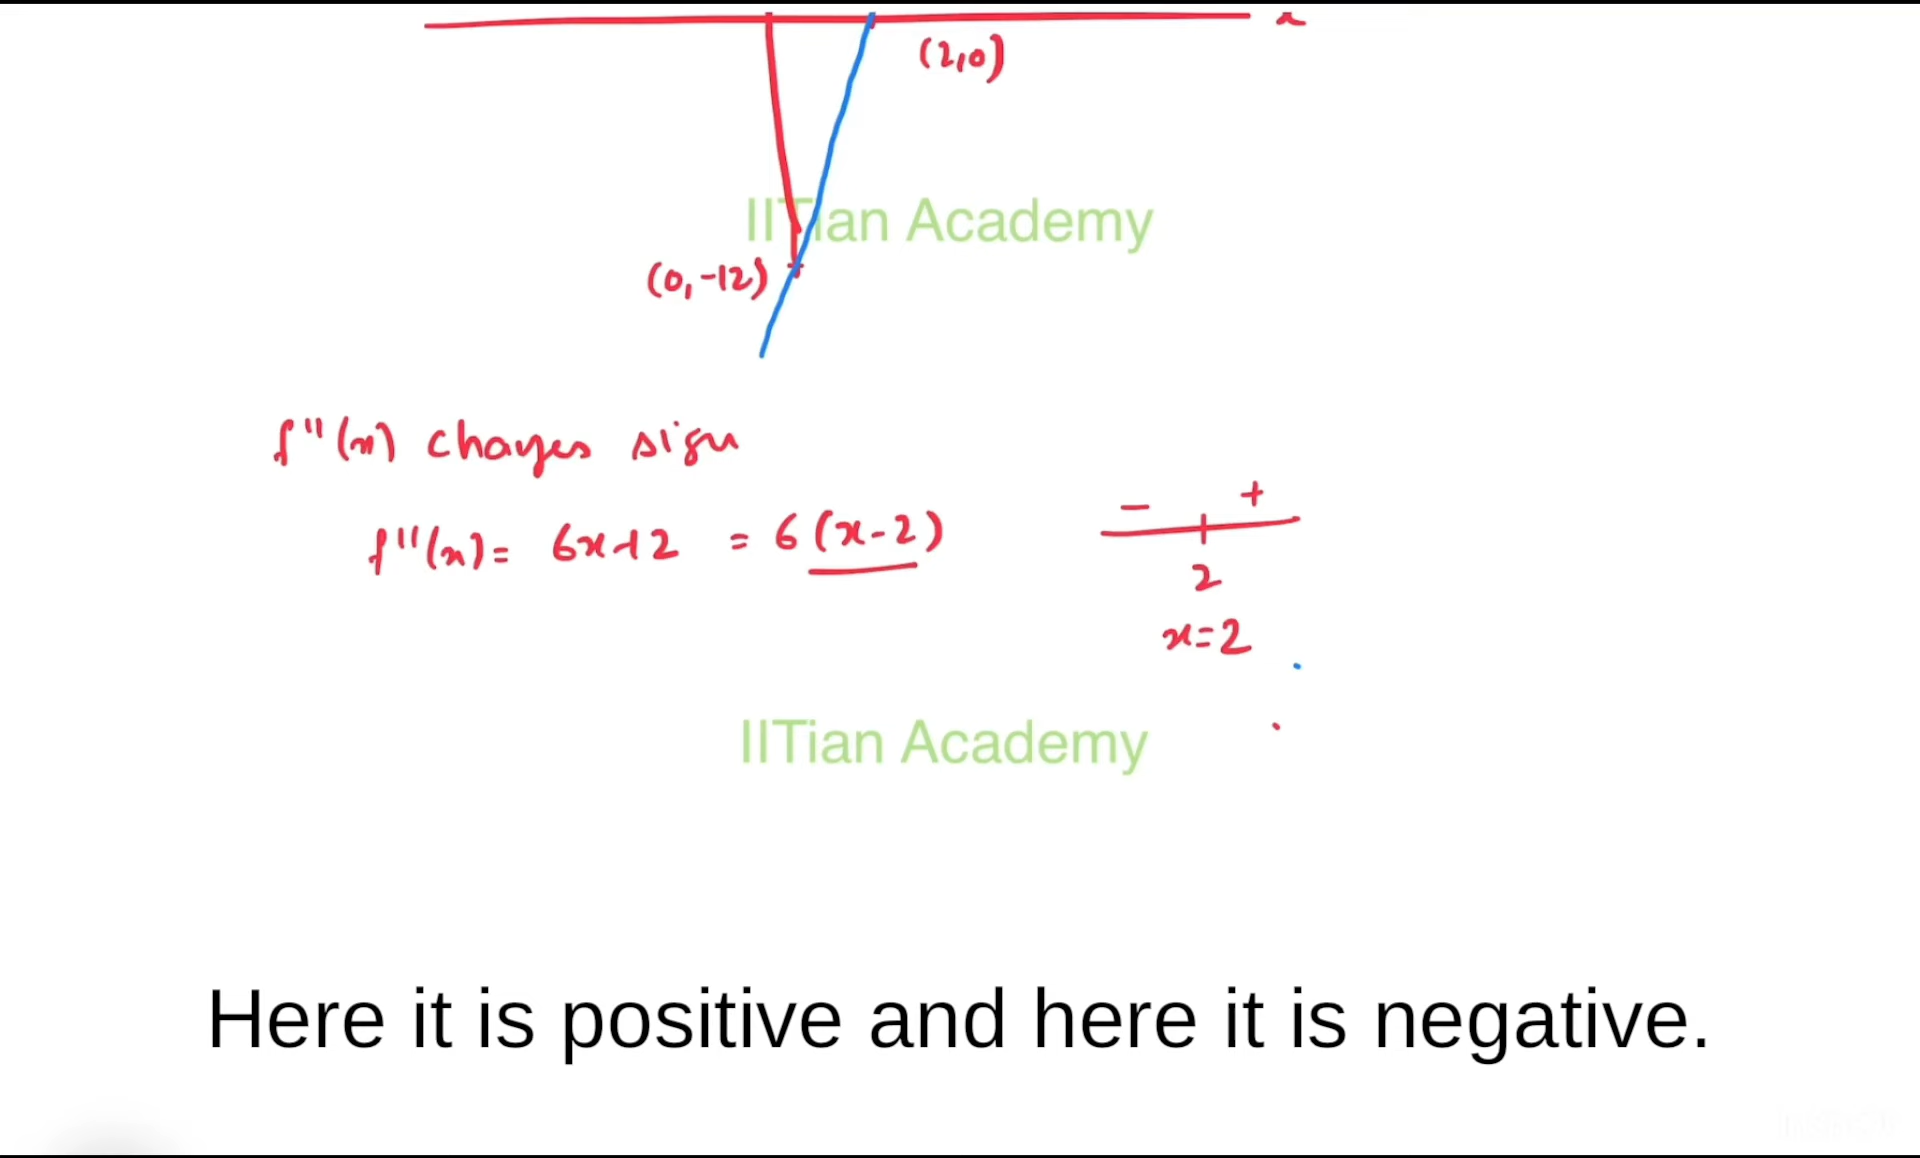 x
(2,0)
IITian Academy
(0,-12)
f"(x) changes sign
f"(x) = 6x-12 = 6(x-2)
- +
2
x=2
IITian Academy
Here it is positive and here it is negative.